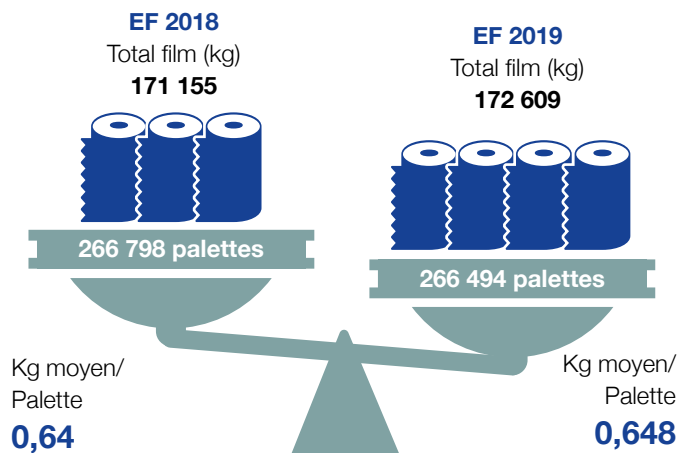 EF 2018
Total film (kg)
171 155
EF 2019
Total film (kg)
172 609
266 798 palettes
266 494 palettes
Kg moyen/
Palette
0,64
Kg moyen/
Palette
0,648